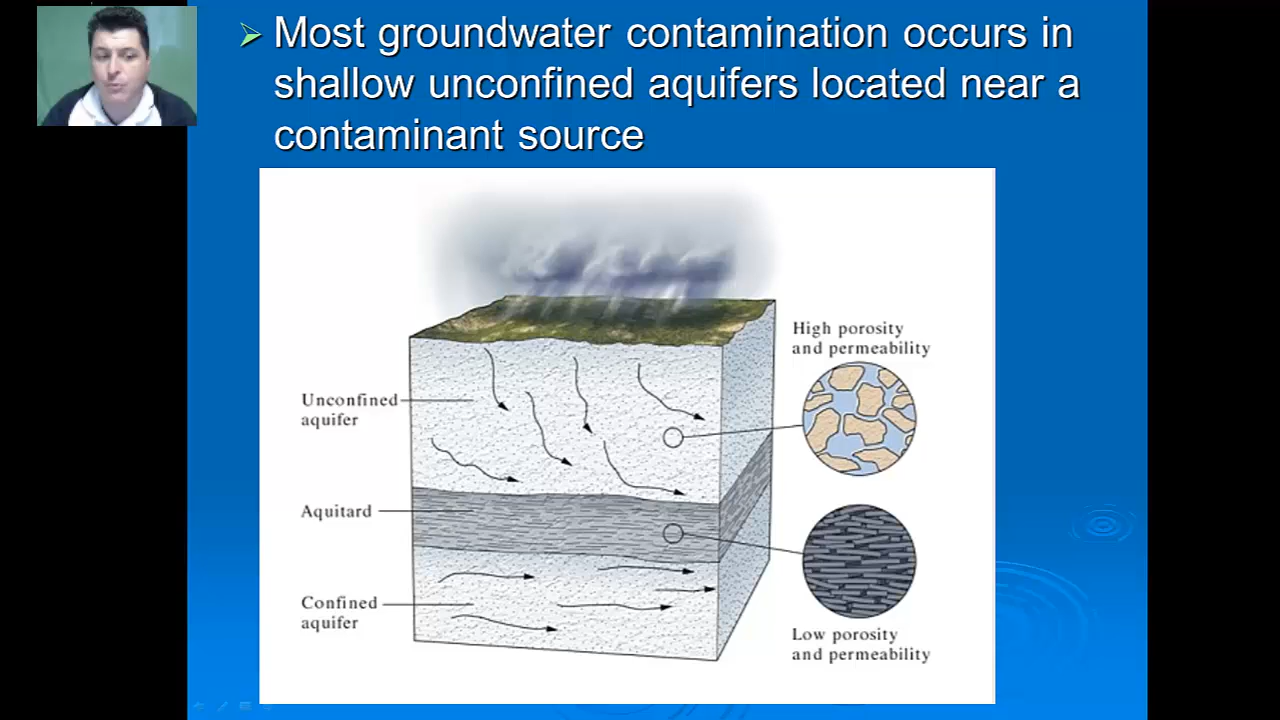 Most groundwater contamination occurs in
shallow unconfined aquifers located near a
contaminant source
High porosity
and permeability
Unconfined
aquifer
Aquitard
Confined
aquifer
Low porosity
and permeability